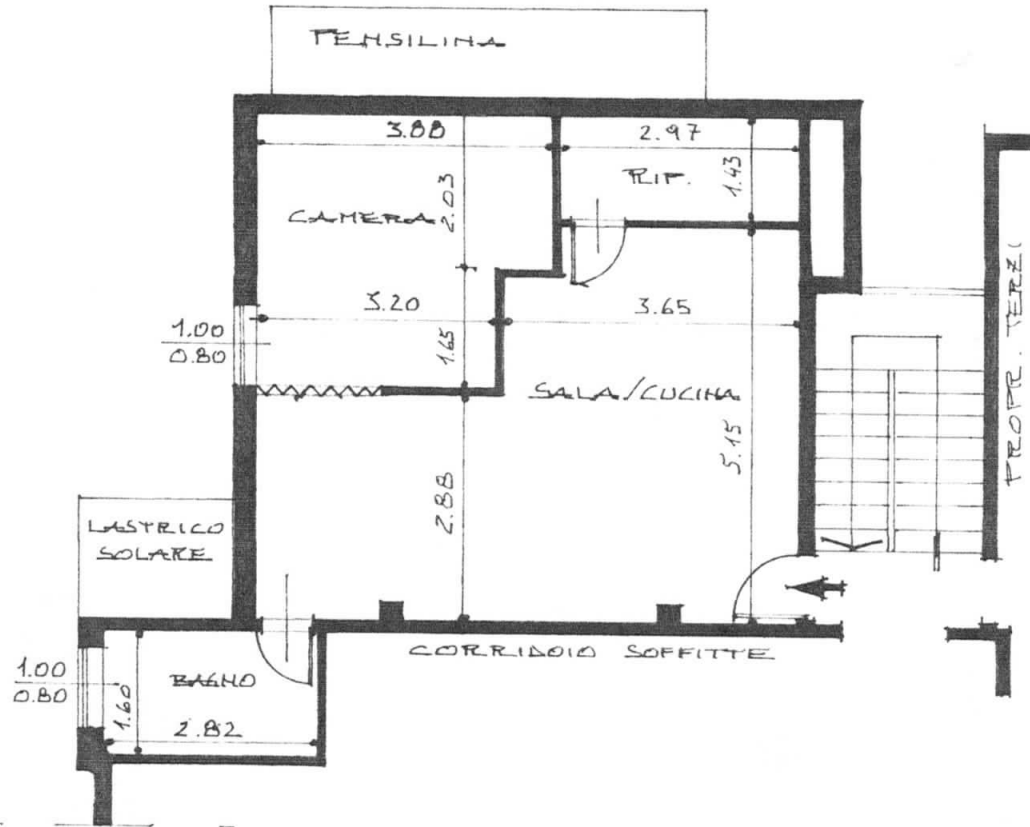 PENSILINA
3.88
2.97
2.03
1.43
RIP.
CAMERA
3.20
3.65
1.00
0.80
1.65
SALA/CUCINA
PROPR. TERZI
5.15
2.88
LASTRICO
SOLARE
CORRIDOIO SOFFITTE
1.00
0.80
BAGNO
1.60
2.82